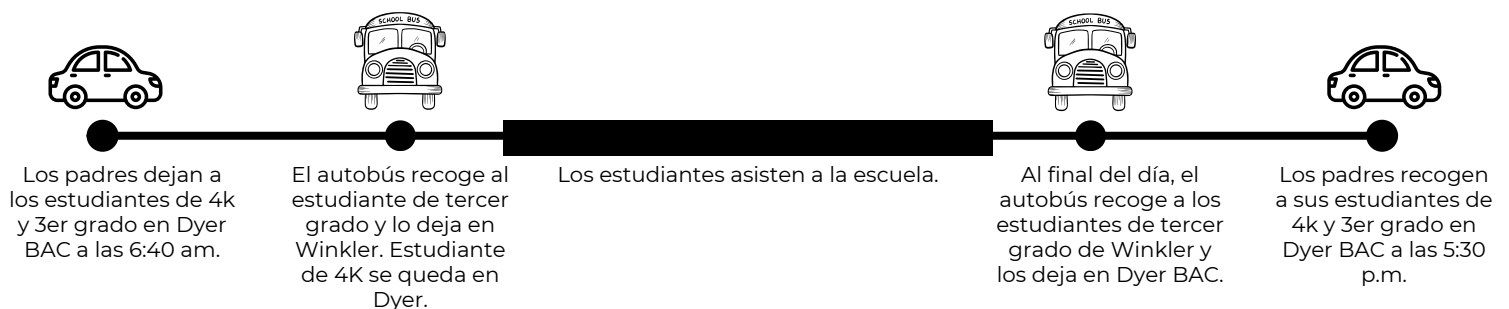 SCHOOL BUS
SCHOOL BUS
Los padres dejan a
los estudiantes de 4k
y 3er grado en Dyer
BAC a las 6:40 am.
El autobús recoge al
estudiante de tercer
grado y lo deja en
Winkler. Estudiante
de 4K se queda en
Dyer.
Los estudiantes asisten a la escuela.
Al final del día, el
autobús recoge a los
estudiantes de tercer
grado de Winkler y
los deja en Dyer BAC.
Los padres recogen
a sus estudiantes de
4k y 3er grado en
Dyer BAC a las 5:30
p.m.